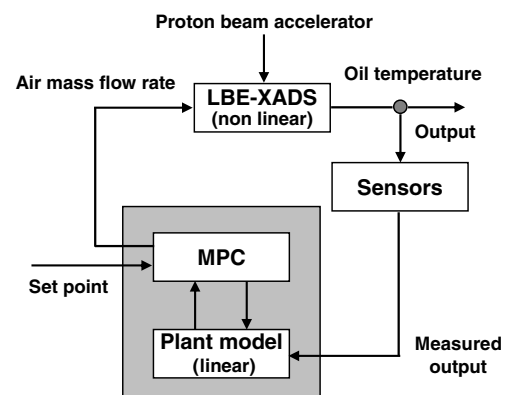 Proton beam accelerator
Air mass flow rate
Oil temperature
LBE-XADS
(non linear)
Output
Sensors
MPC
Set point
Plant model
(linear)
Measured
output